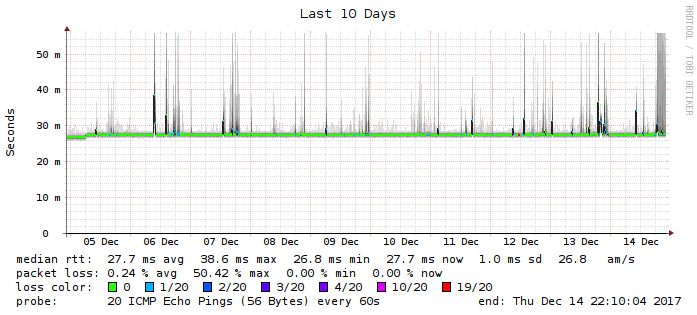 Last 10 Days
RRDTOOL / TOBI OETIKER
Seconds
50 m
40 m
30 m
20 m
10 m
0
05 Dec 06 Dec 07 Dec 08 Dec 09 Dec 10 Dec 11 Dec 12 Dec 13 Dec 14 Dec
median rtt: 27.7 ms avg 38.6 ms max 26.8 ms min 27.7 ms now 1.0 ms sd 26.8 am/s
packet loss: 0.24 % avg 50.42 % max 0.00 % min 0.00 % now
loss color: 0 1/20 2/20 3/20 4/20 10/20 19/20
probe: 20 ICMP Echo Pings (56 Bytes) every 60s end: Thu Dec 14 22:10:04 2017